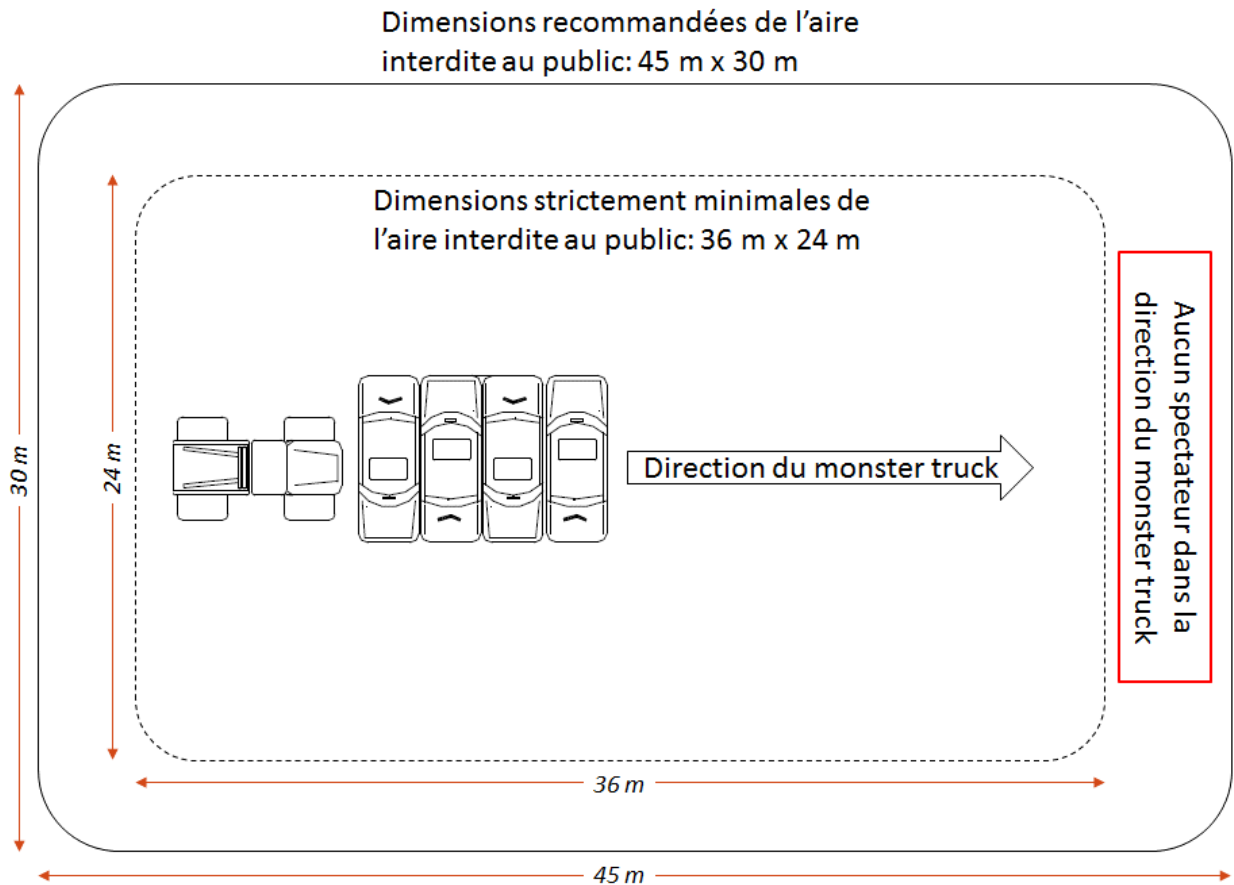 Dimensions recommandées de l’aire
interdite au public: 45 m x 30 m
Dimensions strictement minimales de
l’aire interdite au public: 36 m x 24 m
30 m
24 m
Direction du monster truck
Aucun spectateur dans la
direction du monster truck
36 m
45 m